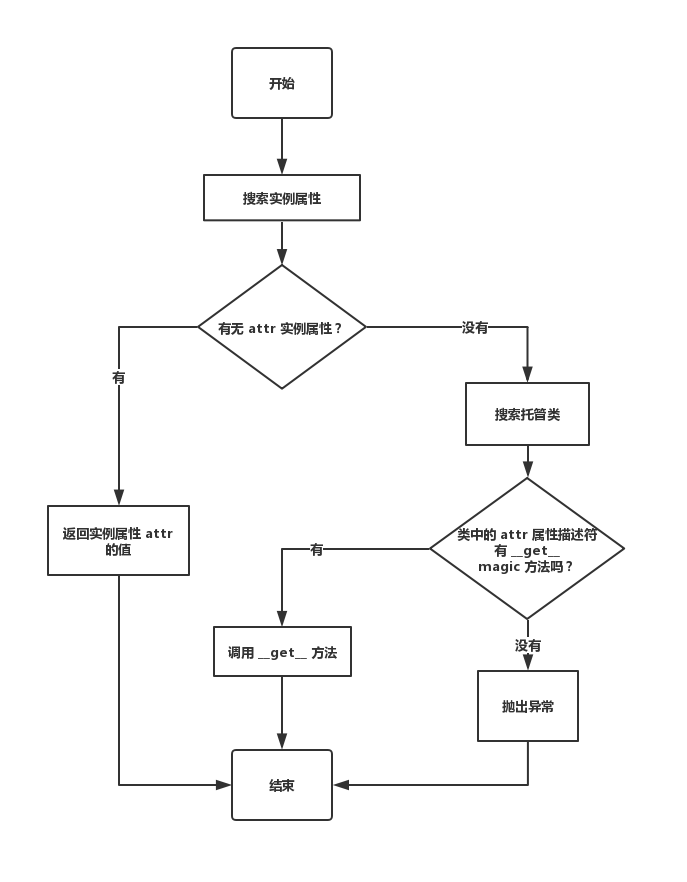 开始
搜索实例属性
有无 attr 实例属性？
没有
有
搜索托管类
返回实例属性 attr
的值
类中的 attr 属性描述符
有 __get__
magic 方法吗？
有
调用 __get__ 方法
没有
抛出异常
结束